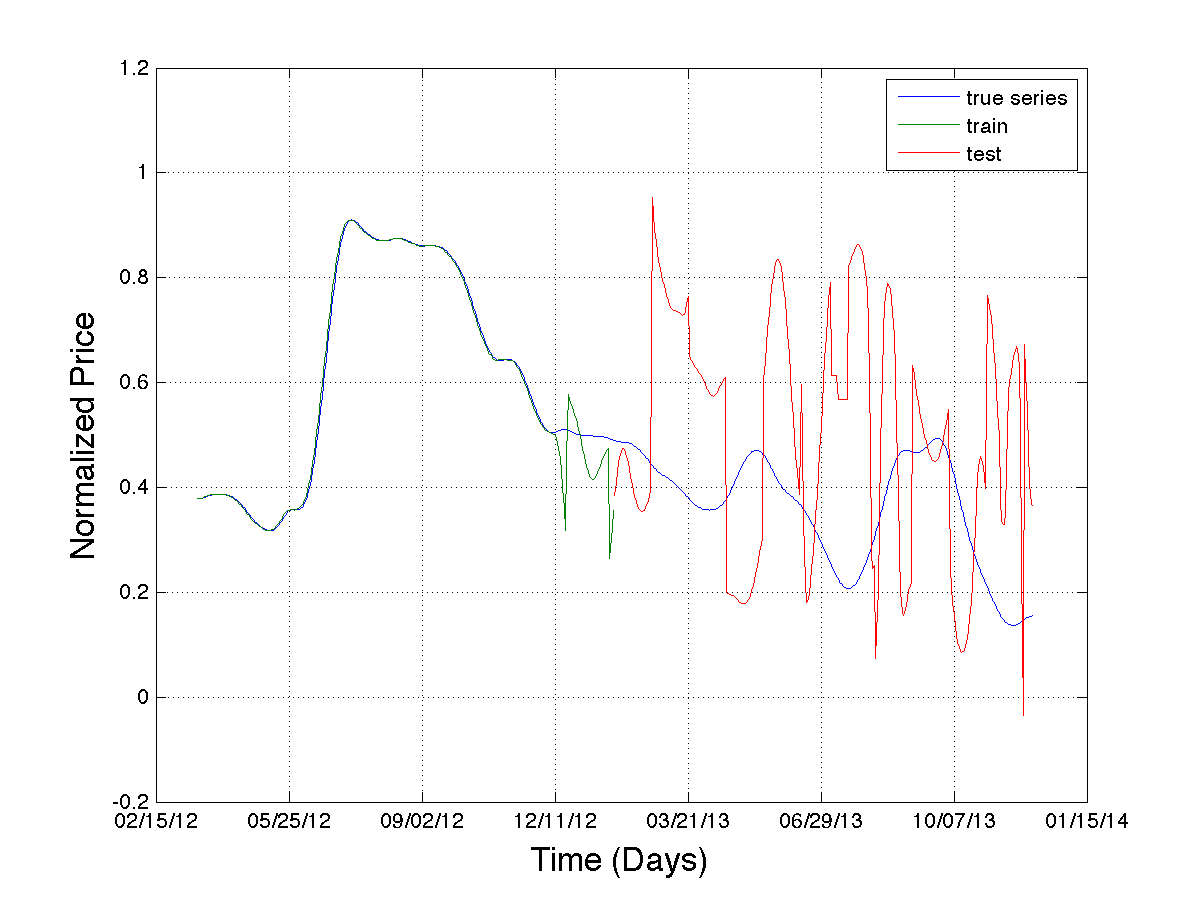 1.2
1
0.8
0.6
0.4
0.2
0
-0.2
Normalized Price
true series
train
test
02/15/12 05/25/12 09/02/12 12/11/12 03/21/13 06/29/13 10/07/13 01/15/14
Time (Days)